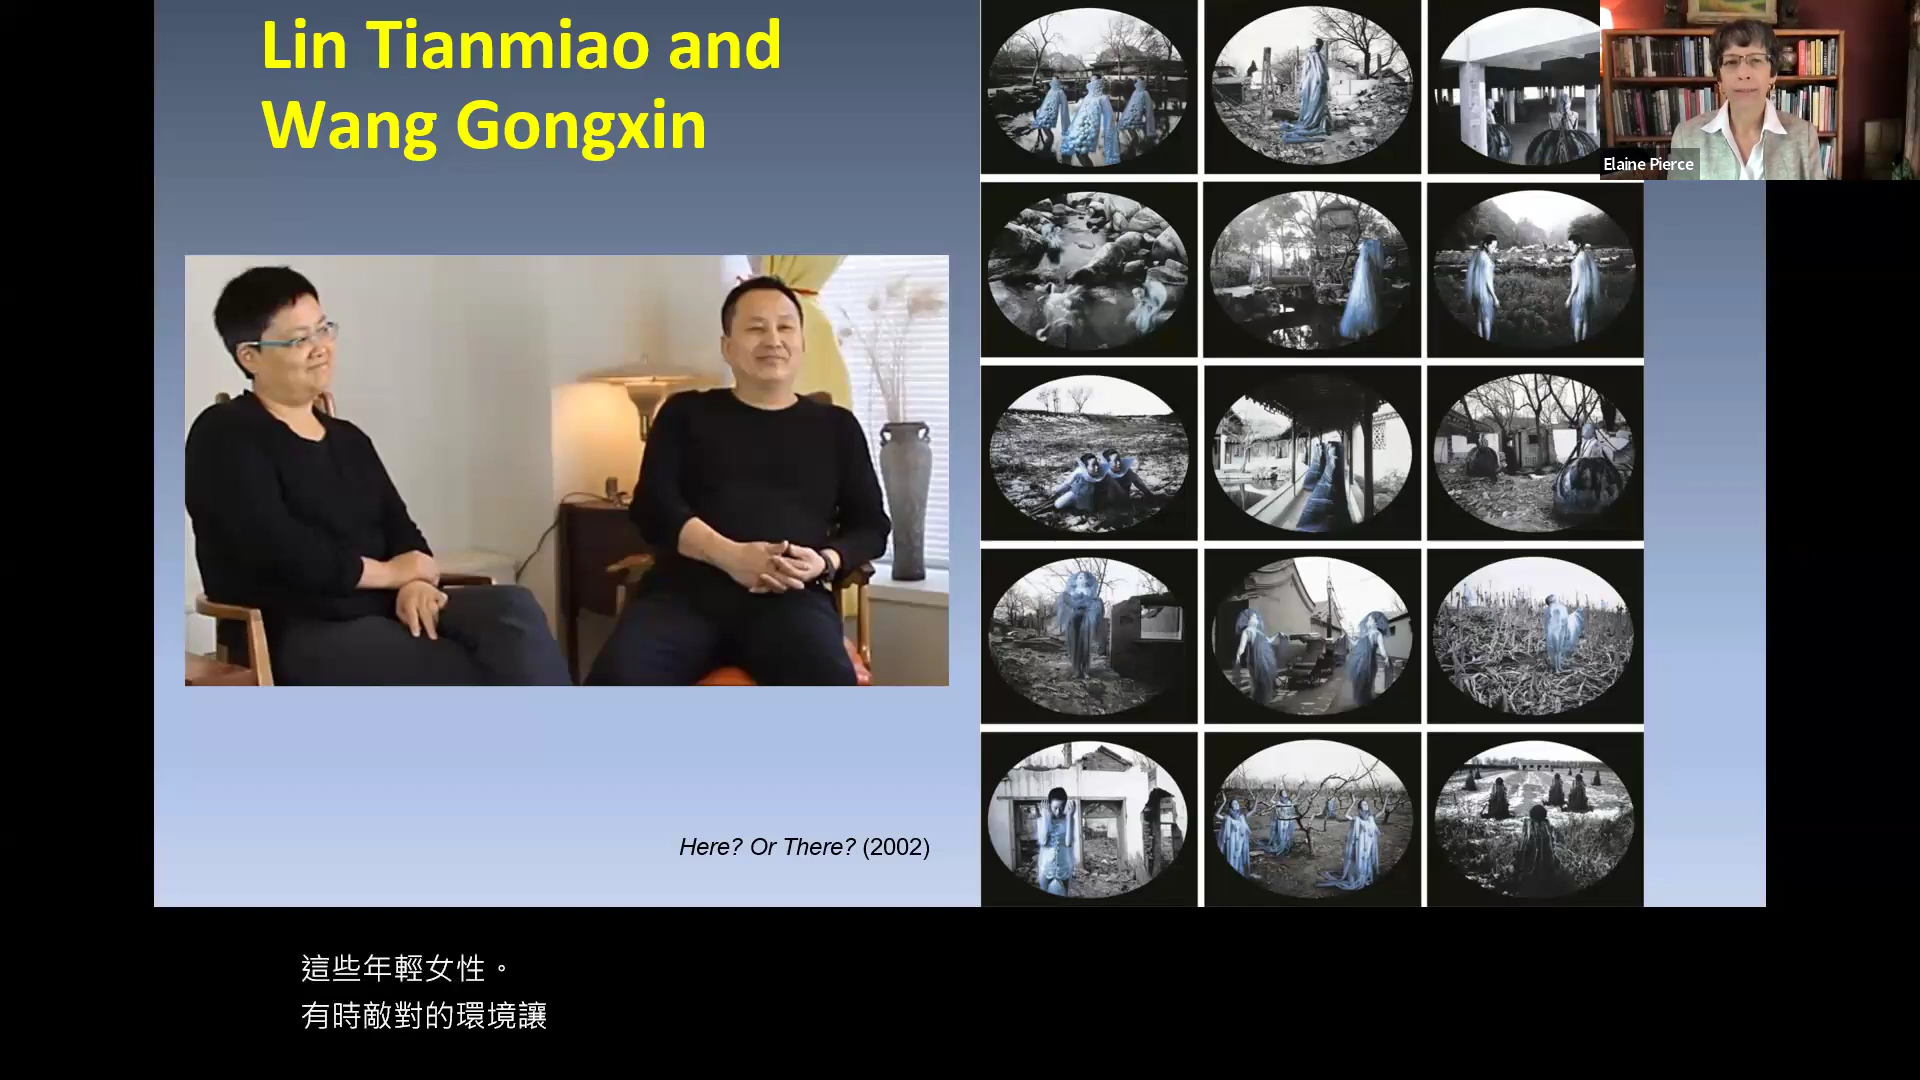 Lin Tianmiao and
Wang Gongxin
Elaine Pierce
Here? Or There? (2002)
這些年輕女性。
有時敵對的環境讓